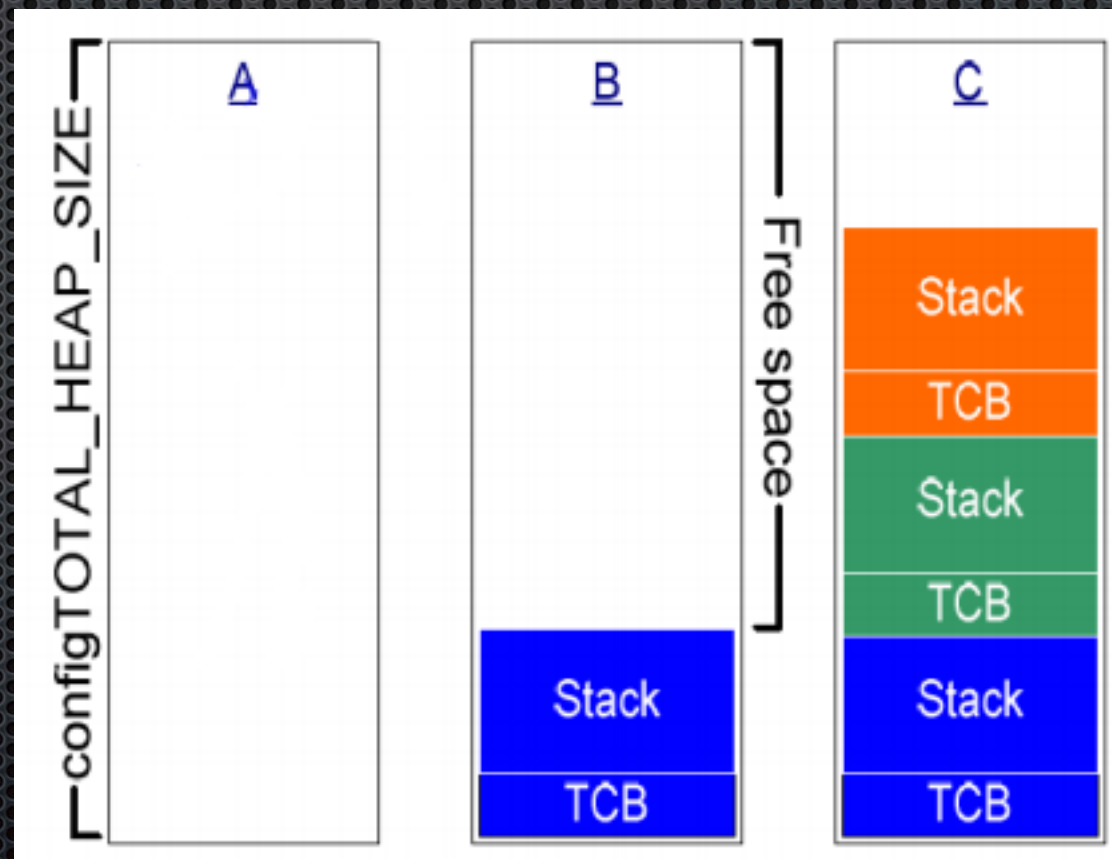 configTOTAL_HEAP_SIZE
A
B
Stack
TCB
Free space
C
Stack
TCB
Stack
TCB
Stack
TCB